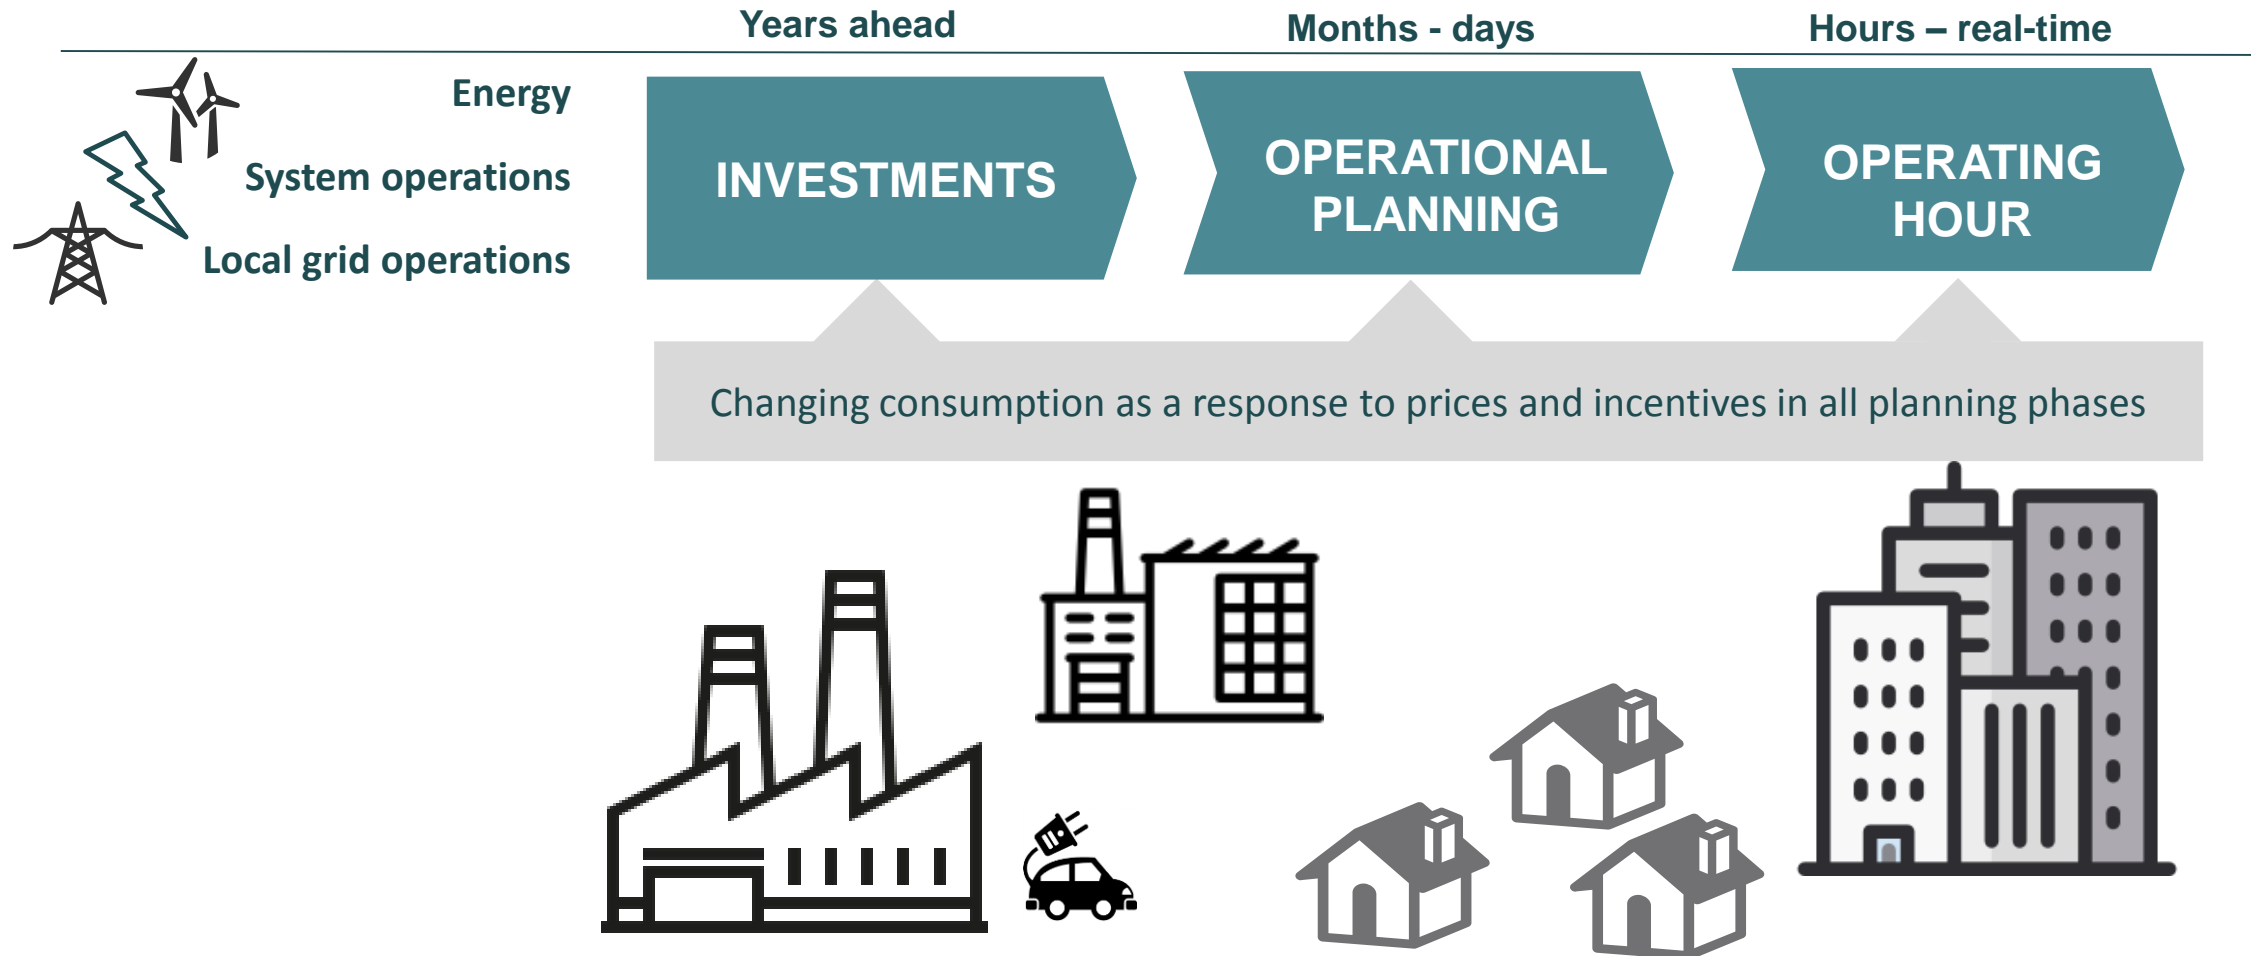 Years ahead
Months - days
Hours – real-time
Energy
System operations
Local grid operations
INVESTMENTS
OPERATIONAL
PLANNING
OPERATING
HOUR
Changing consumption as a response to prices and incentives in all planning phases